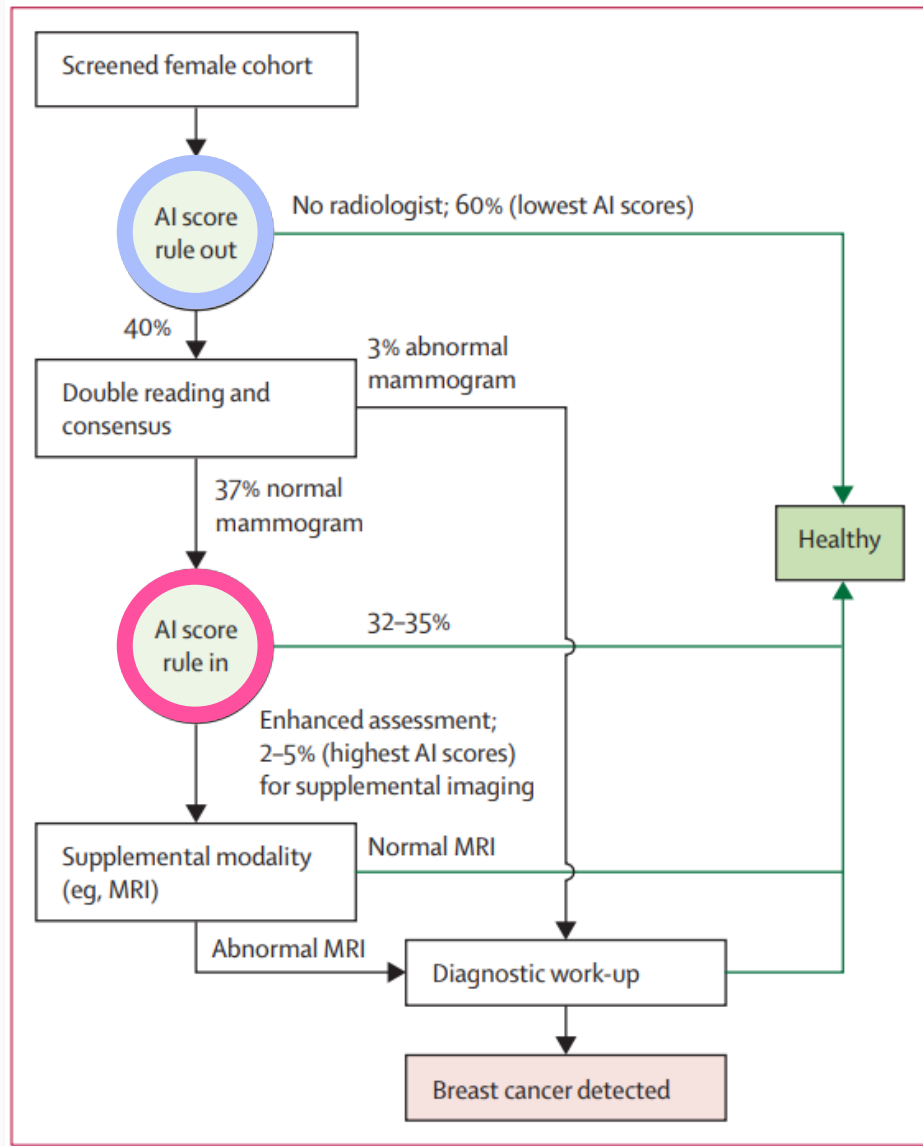 Screened female cohort
AI score
rule out
No radiologist; 60% (lowest AI scores)
40%
3% abnormal
mammogram
Double reading and
consensus
37% normal
mammogram
Healthy
AI score
rule in
32–35%
Enhanced assessment;
2–5% (highest AI scores)
for supplemental imaging
Supplemental modality
(eg, MRI)
Normal MRI
Abnormal MRI
Diagnostic work-up
Breast cancer detected